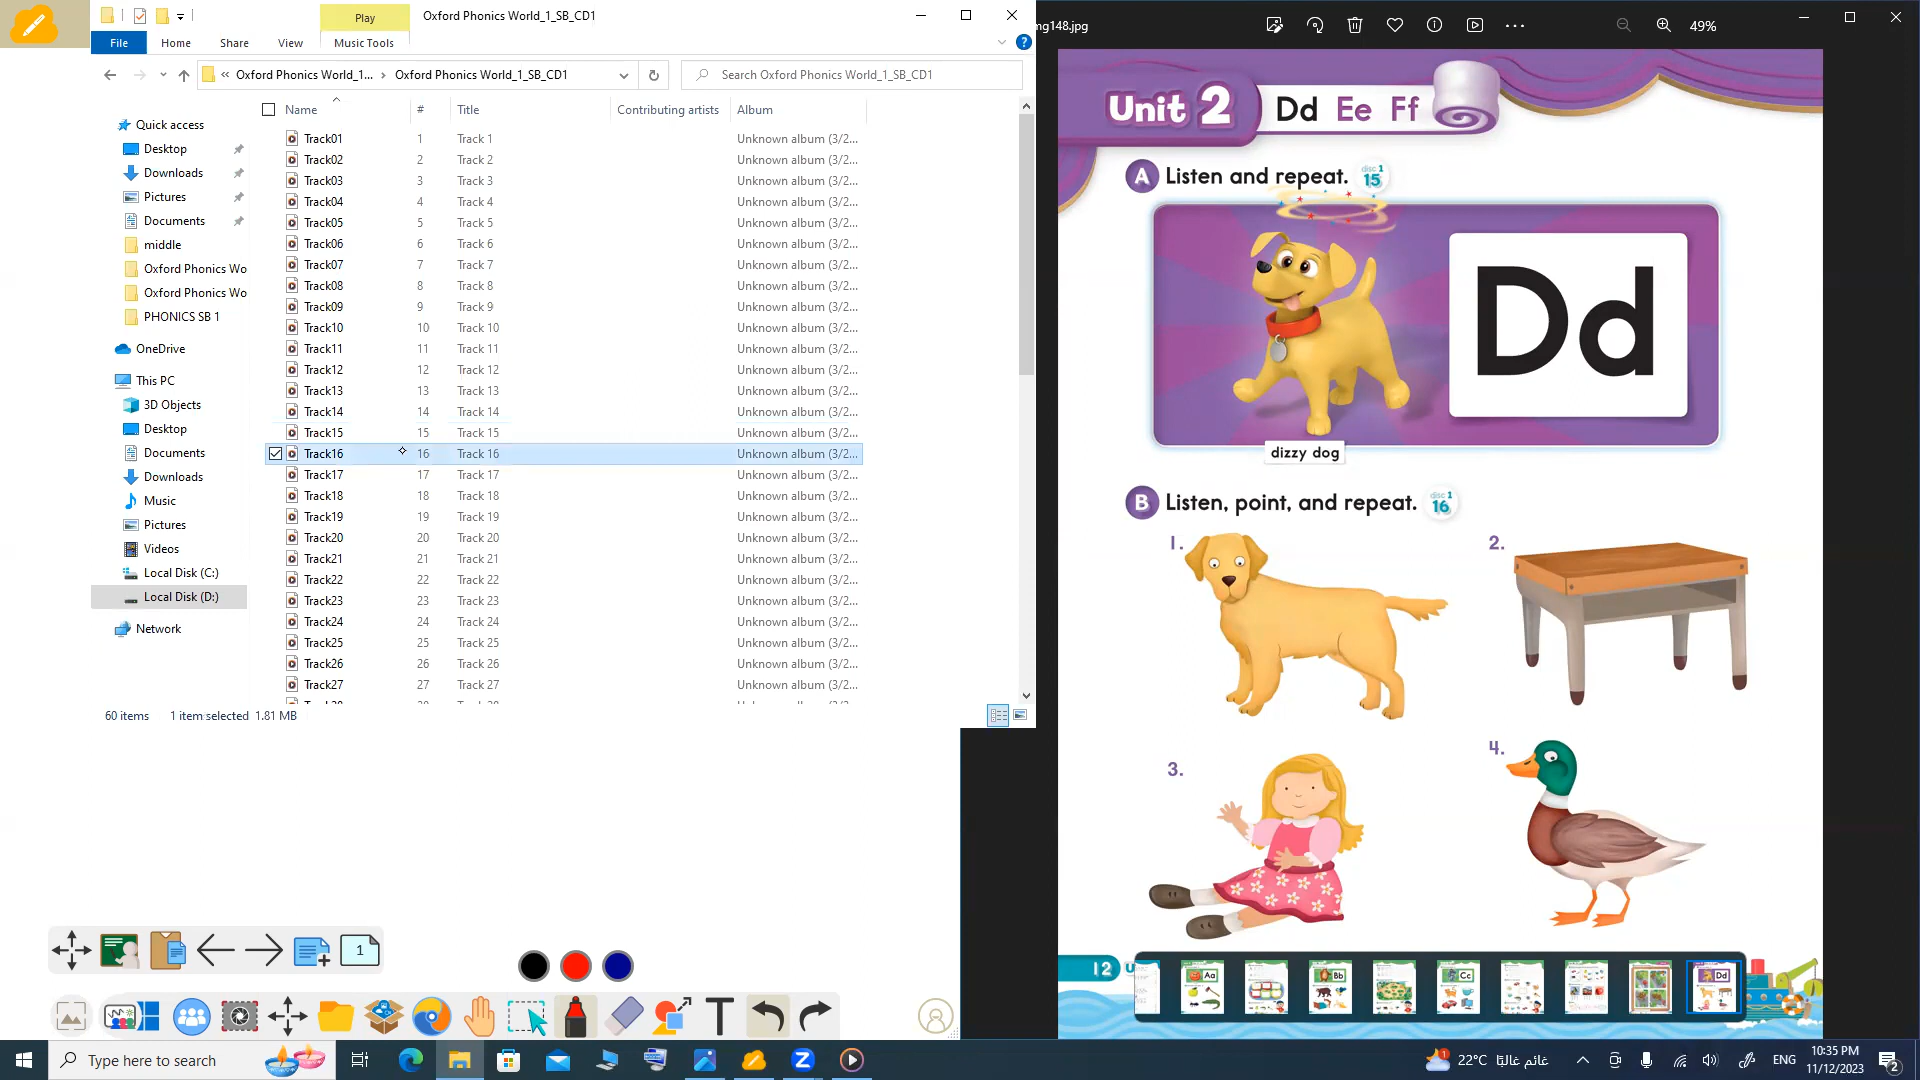 Play
Oxford Phonics World_1_SB_CD1
File
Home
Share
View
Music Tools
« Oxford Phonics World_1... › Oxford Phonics World_1_SB_CD1
Search Oxford Phonics World_1_SB_CD1
Name # Title Contributing artists Album
Quick access
Desktop
Downloads
Pictures
Documents
middle
Oxford Phonics Wo
Oxford Phonics Wo
PHONICS SB 1
OneDrive
This PC
3D Objects
Desktop
Documents
Downloads
Music
Pictures
Videos
Local Disk (C:)
Local Disk (D:)
Network
Track01 1 Track 1 Unknown album (3/2...
Track02 2 Track 2 Unknown album (3/2...
Track03 3 Track 3 Unknown album (3/2...
Track04 4 Track 4 Unknown album (3/2...
Track05 5 Track 5 Unknown album (3/2...
Track06 6 Track 6 Unknown album (3/2...
Track07 7 Track 7 Unknown album (3/2...
Track08 8 Track 8 Unknown album (3/2...
Track09 9 Track 9 Unknown album (3/2...
Track10 10 Track 10 Unknown album (3/2...
Track11 11 Track 11 Unknown album (3/2...
Track12 12 Track 12 Unknown album (3/2...
Track13 13 Track 13 Unknown album (3/2...
Track14 14 Track 14 Unknown album (3/2...
Track15 15 Track 15 Unknown album (3/2...
Track16 16 Track 16 Unknown album (3/2...
Track17 17 Track 17 Unknown album (3/2...
Track18 18 Track 18 Unknown album (3/2...
Track19 19 Track 19 Unknown album (3/2...
Track20 20 Track 20 Unknown album (3/2...
Track21 21 Track 21 Unknown album (3/2...
Track22 22 Track 22 Unknown album (3/2...
Track23 23 Track 23 Unknown album (3/2...
Track24 24 Track 24 Unknown album (3/2...
Track25 25 Track 25 Unknown album (3/2...
Track26 26 Track 26 Unknown album (3/2...
Track27 27 Track 27 Unknown album (3/2...
60 items 1 item selected 1.81 MB
mg148.jpg
49%
Unit 2 Dd Ee Ff
A Listen and repeat. disc 1 15
Dd
dizzy dog
B Listen, point, and repeat. disc 1 16
1.
2.
3.
4.
12 U
Aa
Bb
Cc
Dd
1
T
Type here to search
22°C غائم غالبًا
ENG
10:35 PM
11/12/2023
2